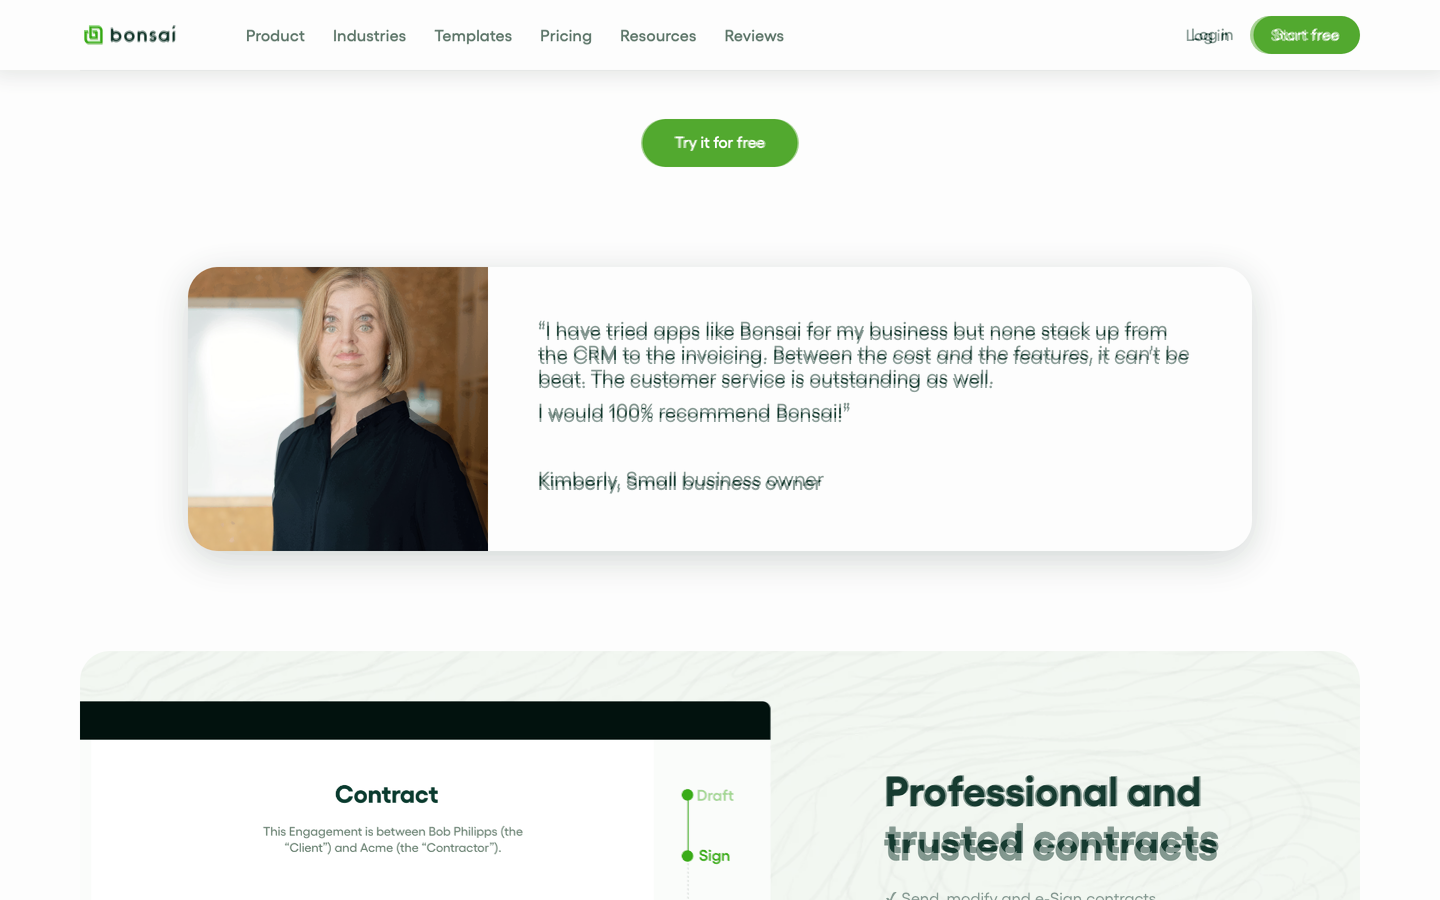 bonsai
Product Industries Templates Pricing Resources Reviews
Log in
Start free
Try it for free
“I have tried apps like Bonsai for my business but none stack up from
the CRM to the invoicing. Between the cost and the features, it can’t be
beat. The customer service is outstanding as well.
I would 100% recommend Bonsai!”
Kimberly, Small business owner
Contract
This Engagement is between Bob Philipps (the
“Client”) and Acme (the “Contractor”).
Draft
Sign
Professional and
trusted contracts
✓ Send, modify and e-Sign contracts